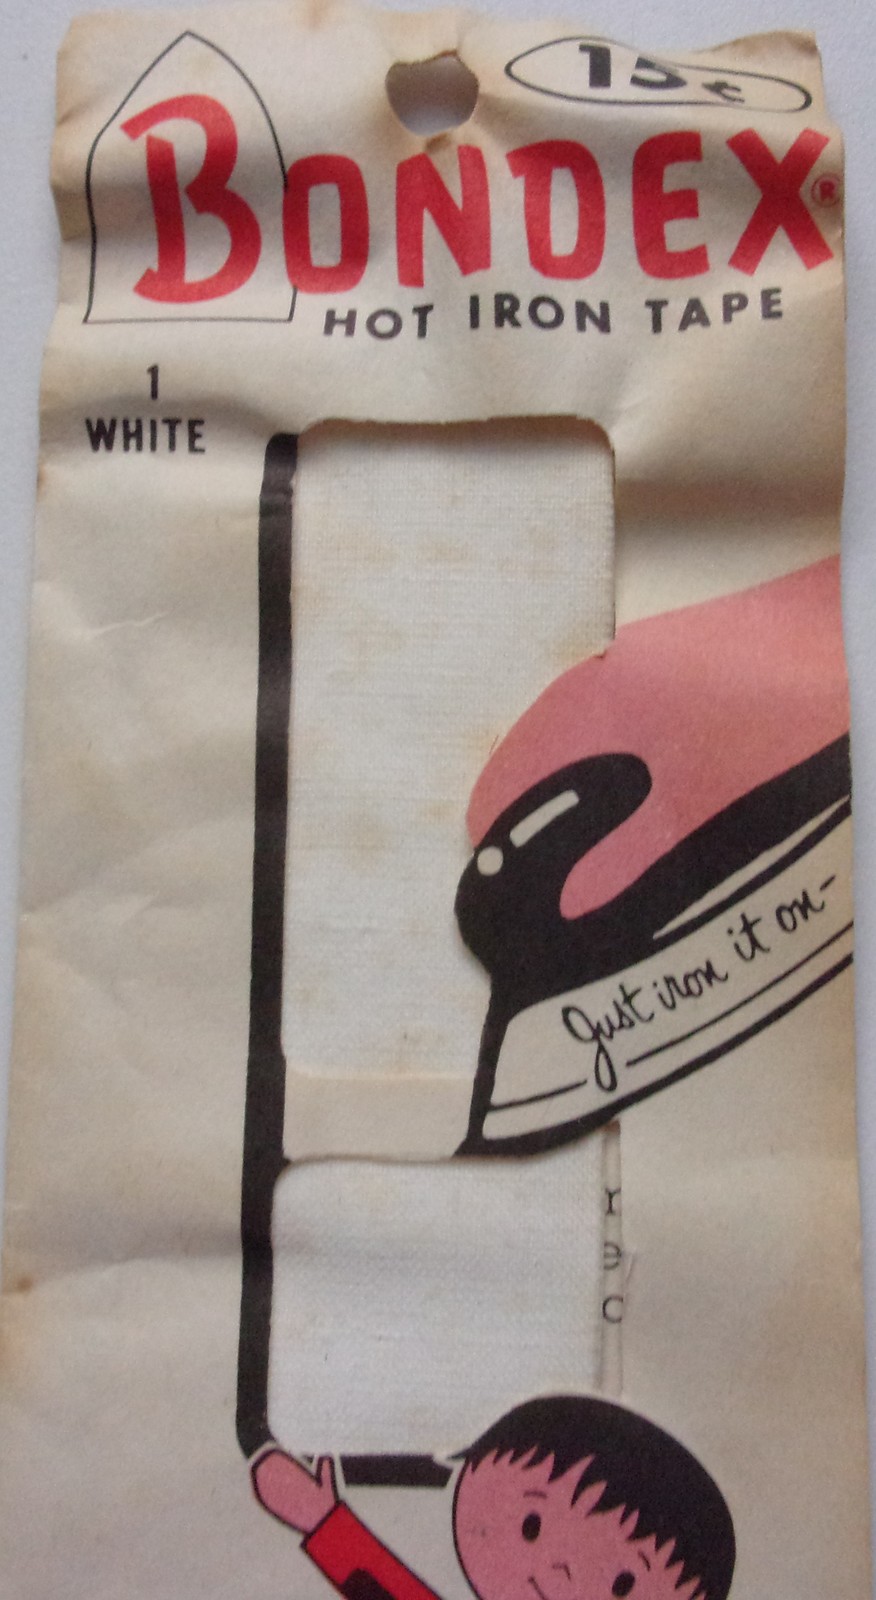 15¢
BONDEX®
HOT IRON TAPE
1
WHITE
Just iron it on-
r
e
c